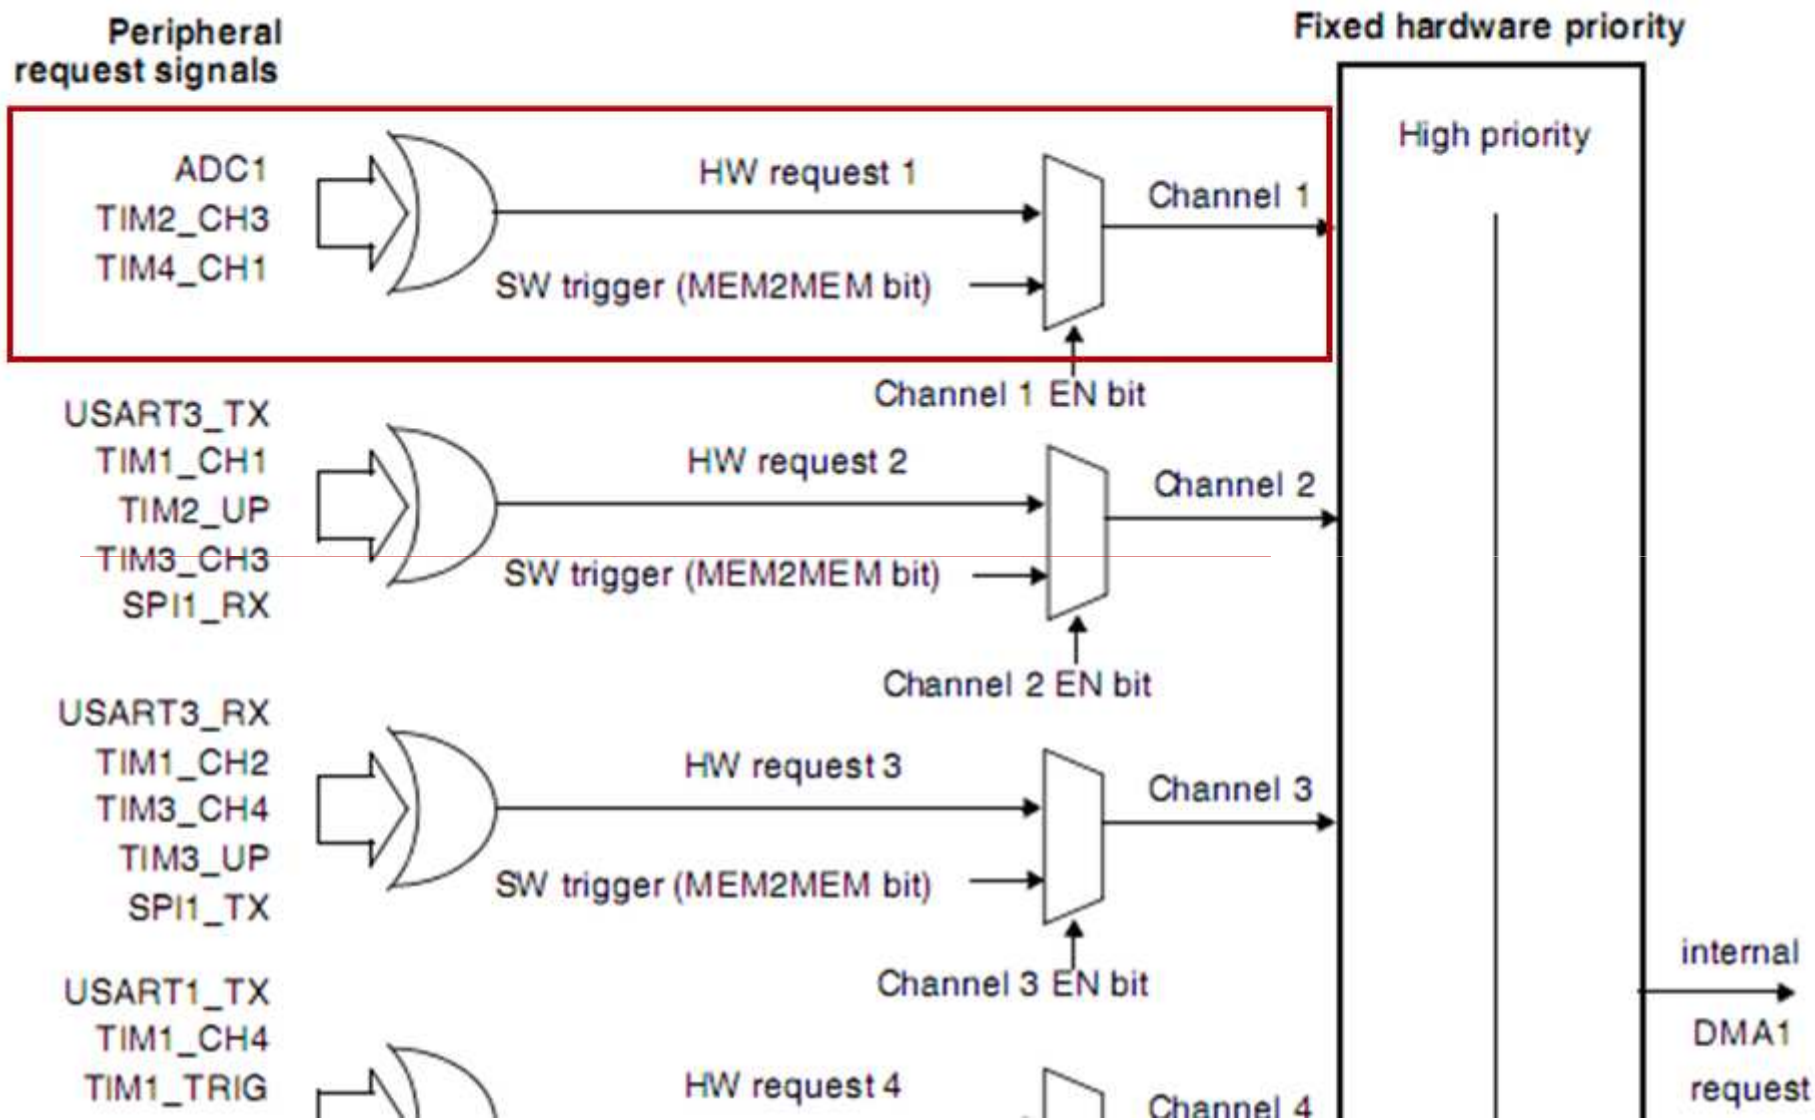 Peripheral
request signals
Fixed hardware priority
High priority
ADC1
TIM2_CH3
TIM4_CH1
HW request 1
SW trigger (MEM2MEM bit)
Channel 1
Channel 1 EN bit
USART3_TX
TIM1_CH1
TIM2_UP
TIM3_CH3
SPI1_RX
HW request 2
SW trigger (MEM2MEM bit)
Channel 2
Channel 2 EN bit
USART3_RX
TIM1_CH2
TIM3_CH4
TIM3_UP
SPI1_TX
HW request 3
SW trigger (MEM2MEM bit)
Channel 3
Channel 3 EN bit
USART1_TX
TIM1_CH4
TIM1_TRIG
HW request 4
Channel 4
internal
DMA1
request